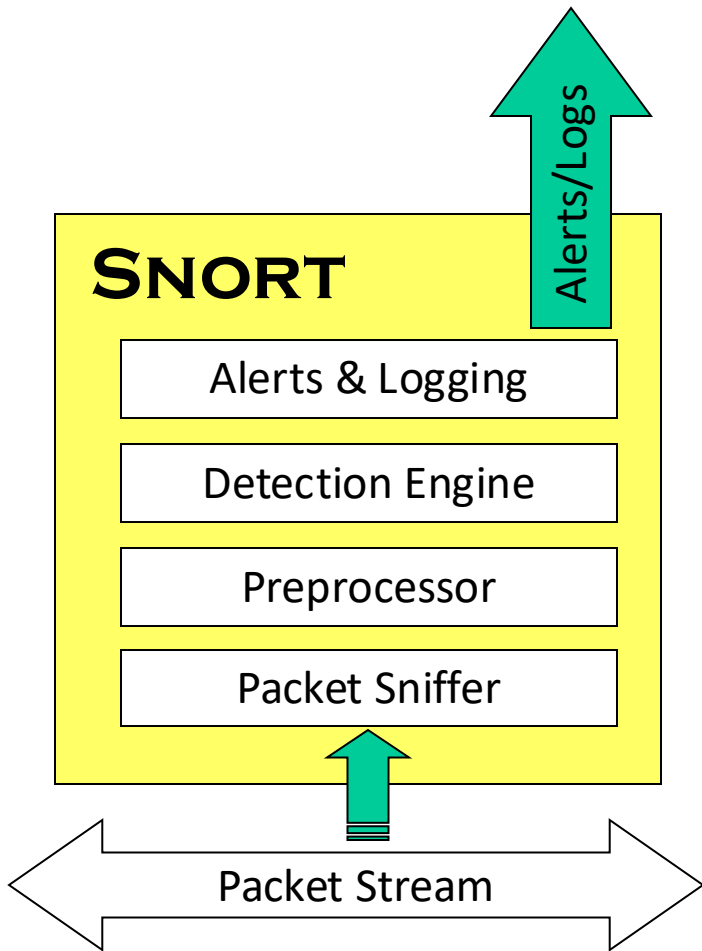 Alerts/Logs
SNORT
Alerts & Logging
Detection Engine
Preprocessor
Packet Sniffer
Packet Stream